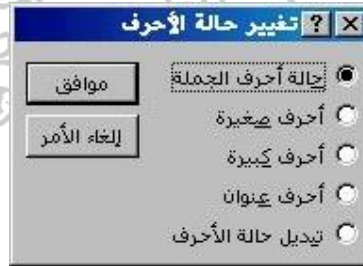 تغيير حالة الأحرف
حالة أحرف الجملة
أحرف صغيرة
أحرف كبيرة
أحرف عنوان
تبديل حالة الأحرف
موافق
إلغاء الأمر